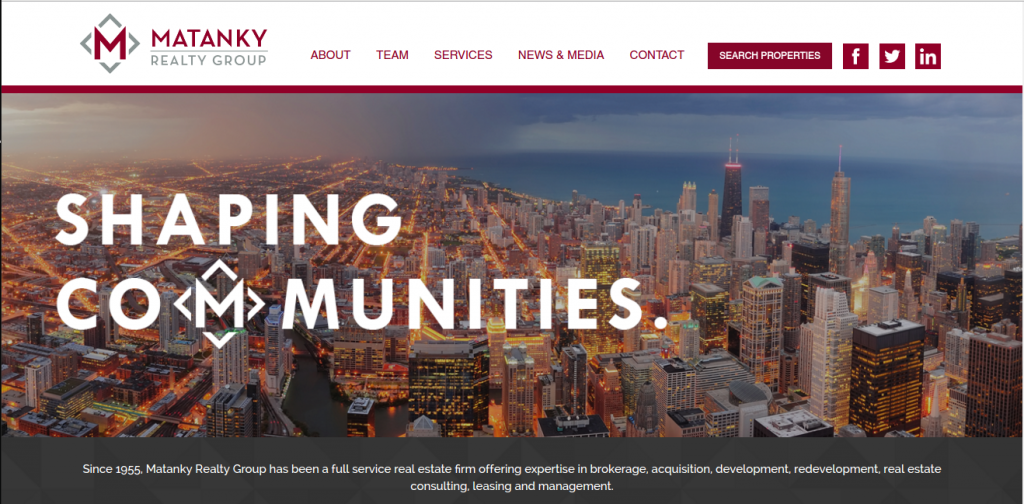 MATANKY
REALTY GROUP
ABOUT TEAM SERVICES NEWS & MEDIA CONTACT SEARCH PROPERTIES
SHAPING
COMMUNITIES.
Since 1955, Matanky Realty Group has been a full service real estate firm offering expertise in brokerage, acquisition, development, redevelopment, real estate
consulting, leasing and management.